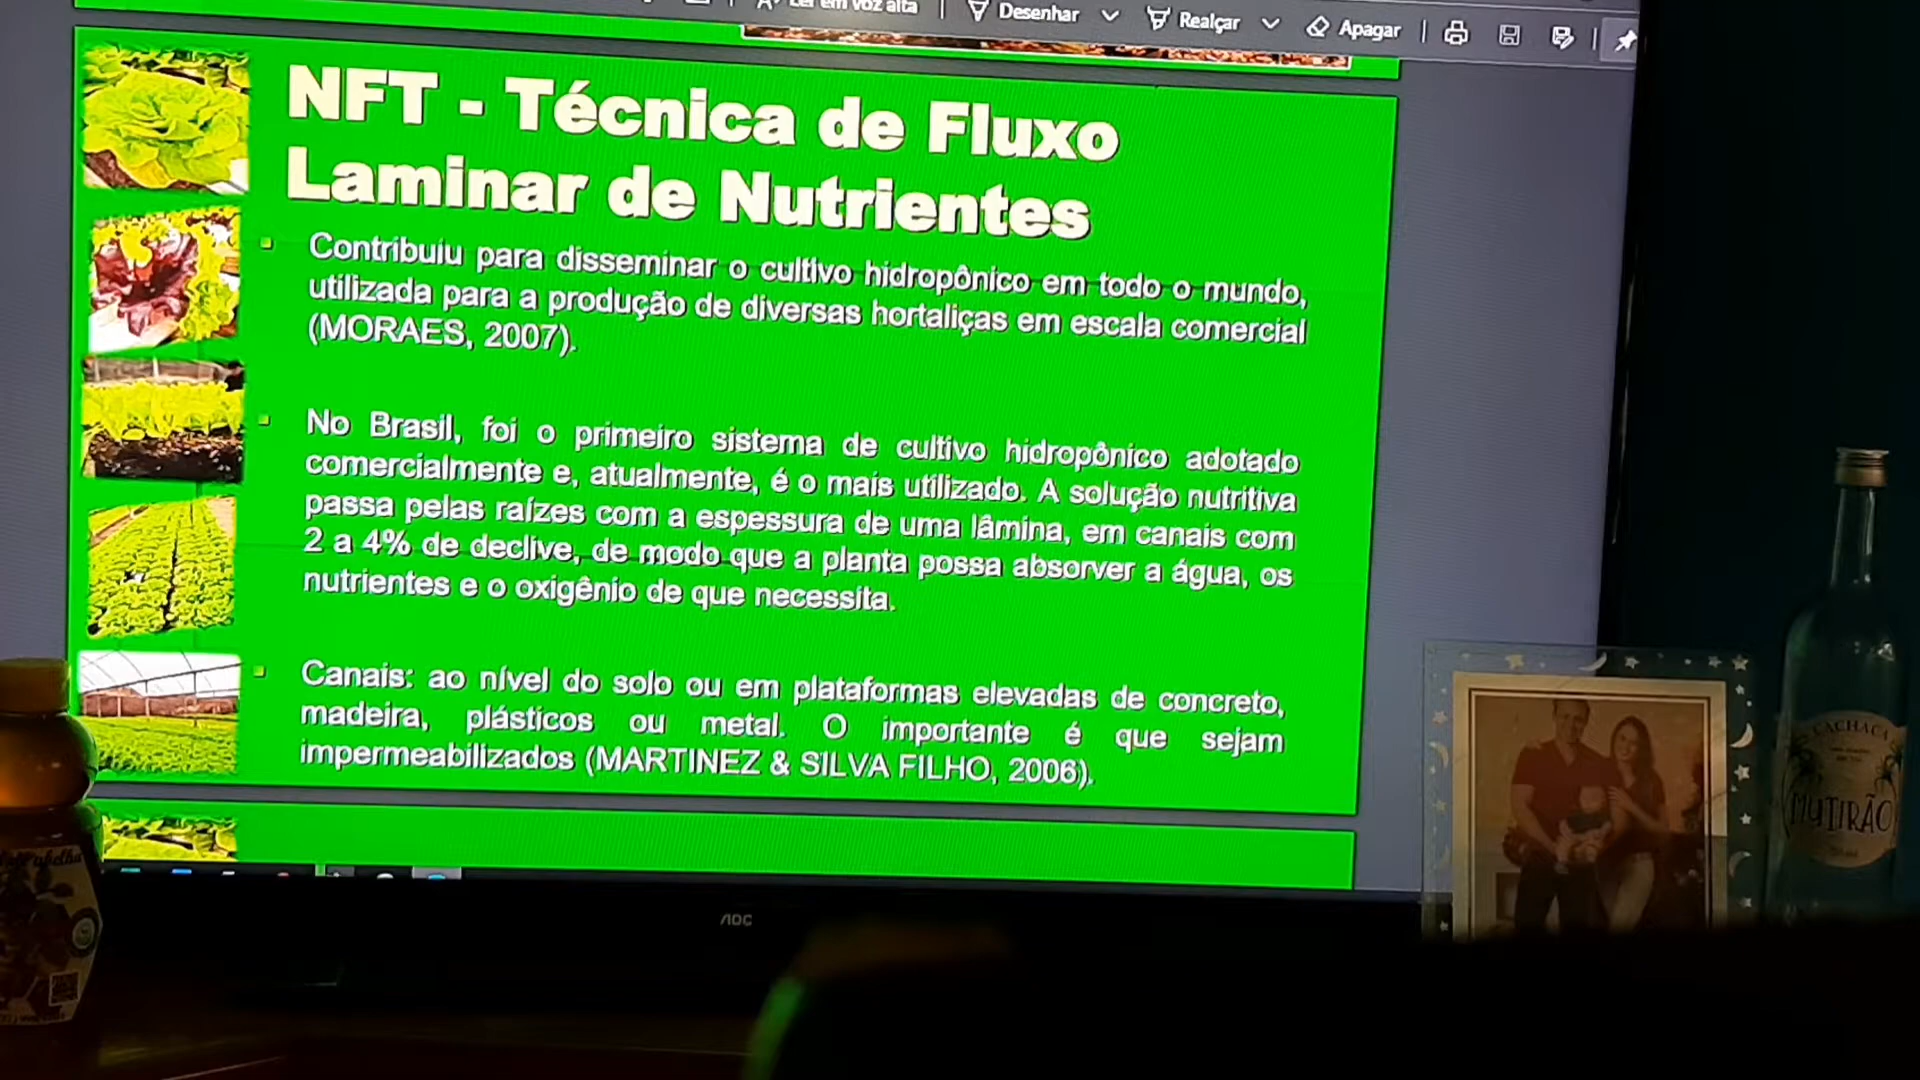 Ler em voz alta
Desenhar
Realçar
Apagar
NFT - Técnica de Fluxo
Laminar de Nutrientes
Contribuiu para disseminar o cultivo hidropônico em todo o mundo,
utilizada para a produção de diversas hortaliças em escala comercial
(MORAES, 2007).
No Brasil, foi o primeiro sistema de cultivo hidropônico adotado
comercialmente e, atualmente, é o mais utilizado. A solução nutritiva
passa pelas raízes com a espessura de uma lâmina, em canais com
2 a 4% de declive, de modo que a planta possa absorver a água, os
nutrientes e o oxigênio de que necessita.
Canais: ao nível do solo ou em plataformas elevadas de concreto,
madeira, plásticos ou metal. O importante é que sejam
impermeabilizados (MARTINEZ & SILVA FILHO, 2006).
AOC
CACHAÇA
MUTIRÃO